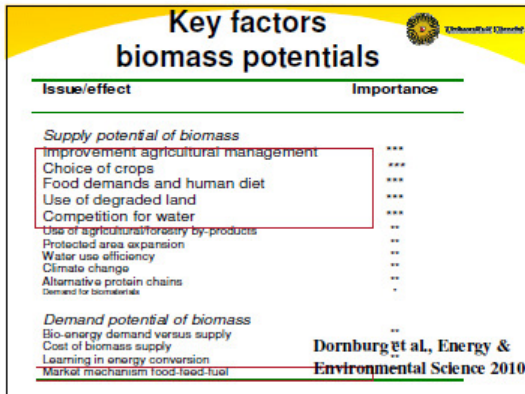 Key factors
biomass potentials
Universiteit Utrecht
Issue/effect Importance
Supply potential of biomass
Improvement agricultural management ***
Choice of crops ***
Food demands and human diet ***
Use of degraded land ***
Competition for water ***
Use of agricultural/forestry by-products **
Protected area expansion **
Water use efficiency **
Climate change **
Alternative protein chains **
Demand for biomaterials *
Demand potential of biomass
Bio-energy demand versus supply **
Cost of biomass supply
Learning in energy conversion **
Market mechanism food-feed-fuel
Dornburg et al., Energy &
Environmental Science 2010